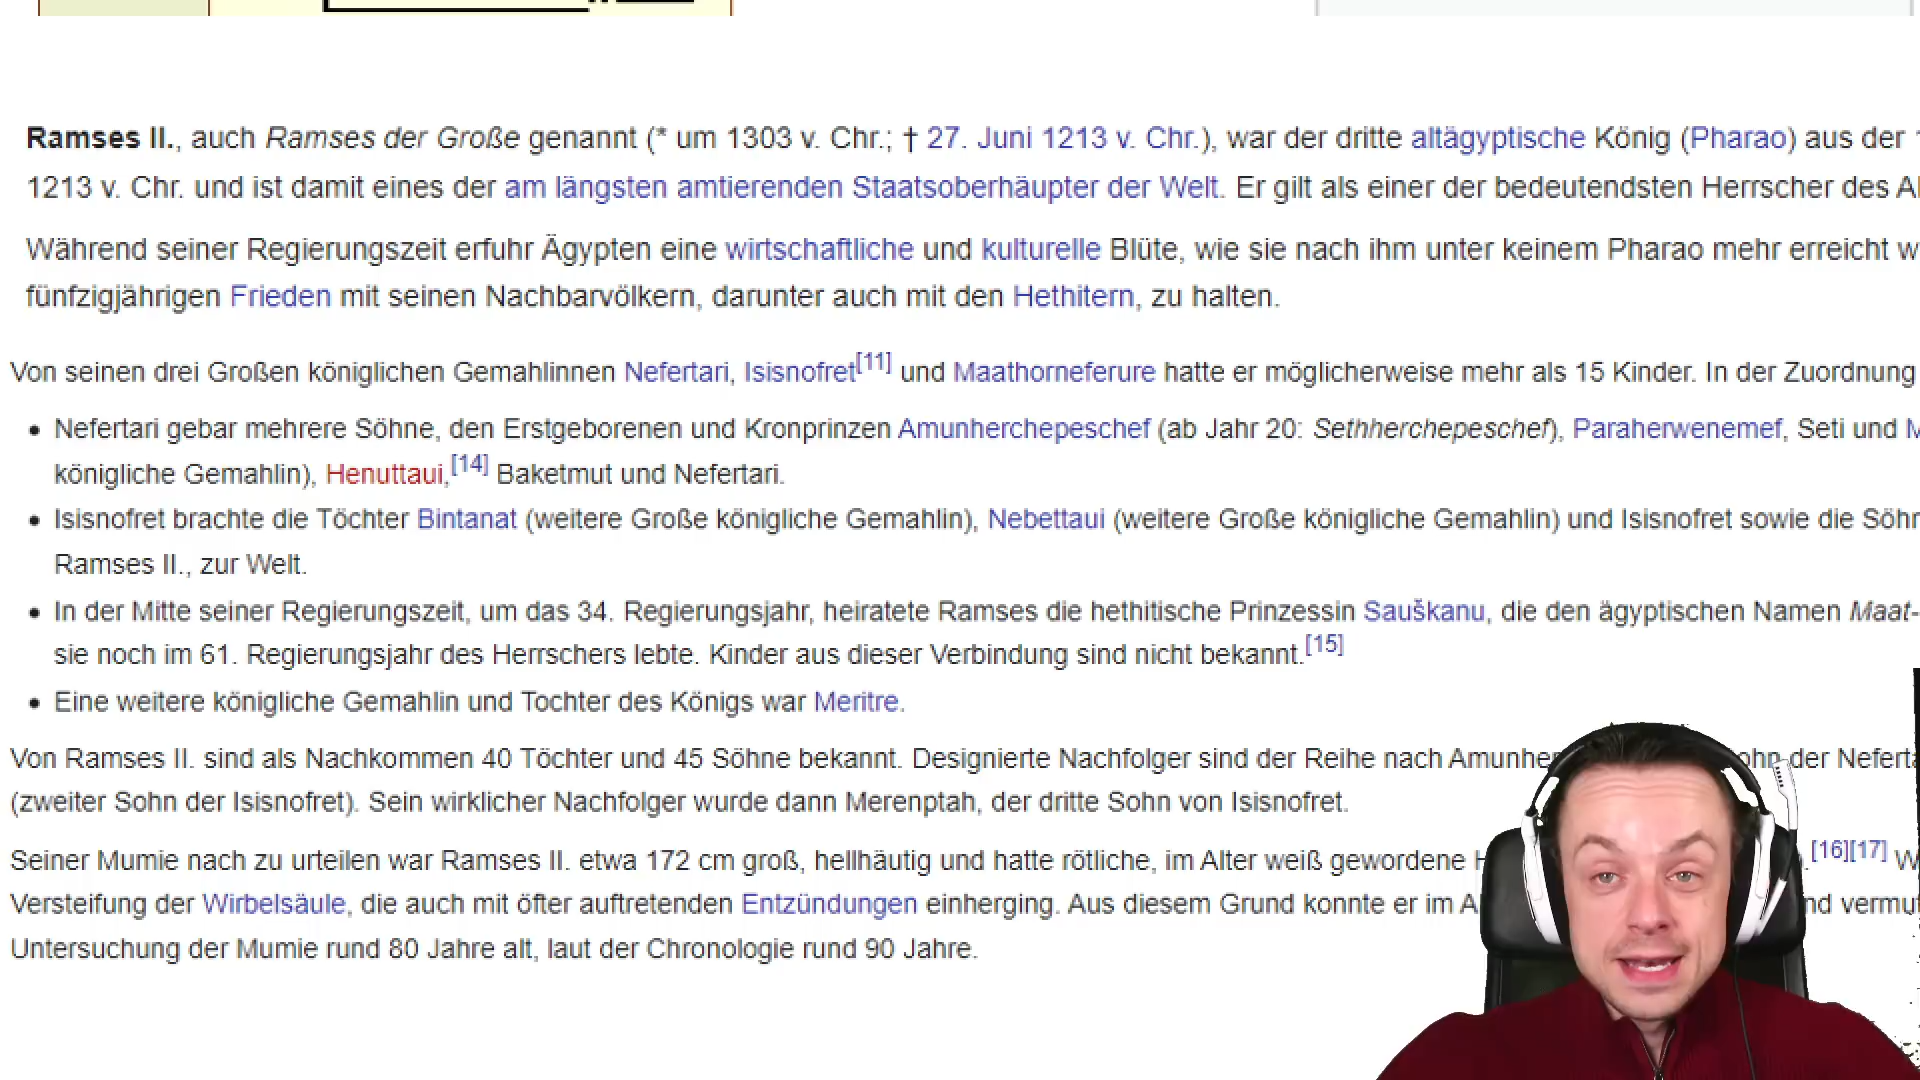 Ramses II., auch Ramses der Große genannt (* um 1303 v. Chr.; † 27. Juni 1213 v. Chr.), war der dritte altägyptische König (Pharao) aus der
1213 v. Chr. und ist damit eines der am längsten amtierenden Staatsoberhäupter der Welt. Er gilt als einer der bedeutendsten Herrscher des
Während seiner Regierungszeit erfuhr Ägypten eine wirtschaftliche und kulturelle Blüte, wie sie nach ihm unter keinem Pharao mehr erreicht
fünfzigjährigen Frieden mit seinen Nachbarvölkern, darunter auch mit den Hethitern, zu halten.
Von seinen drei Großen königlichen Gemahlinnen Nefertari, Isisnofret[11] und Maathorneferure hatte er möglicherweise mehr als 15 Kinder. In der Zuordnung
• Nefertari gebar mehrere Söhne, den Erstgeborenen und Kronprinzen Amunherchepeschef (ab Jahr 20: Sethherchepeschef), Paraherwenemef, Seti und
königliche Gemahlin), Henuttaui,[14] Baketmut und Nefertari.
• Isisnofret brachte die Töchter Bintanat (weitere Große königliche Gemahlin), Nebettaui (weitere Große königliche Gemahlin) und Isisnofret sowie die
Ramses II., zur Welt.
• In der Mitte seiner Regierungszeit, um das 34. Regierungsjahr, heiratete Ramses die hethitische Prinzessin Sauškanu, die den ägyptischen Namen Maat-
sie noch im 61. Regierungsjahr des Herrschers lebte. Kinder aus dieser Verbindung sind nicht bekannt.[15]
• Eine weitere königliche Gemahlin und Tochter des Königs war Meritre.
Von Ramses II. sind als Nachkommen 40 Töchter und 45 Söhne bekannt. Designierte Nachfolger sind der Reihe nach der
(zweiter Sohn der Isisnofret). Sein wirklicher Nachfolger wurde dann Merenptah, der dritte Sohn von Isisnofret.
Seiner Mumie nach zu urteilen war Ramses II. etwa 172 cm groß, hellhäutig und hatte rötliche, im Alter weiß gewordene .[16][17]
Versteifung der Wirbelsäule, die auch mit öfter auftretenden Entzündungen einherging. Aus diesem Grund konnte er im
Untersuchung der Mumie rund 80 Jahre alt, laut der Chronologie rund 90 Jahre.